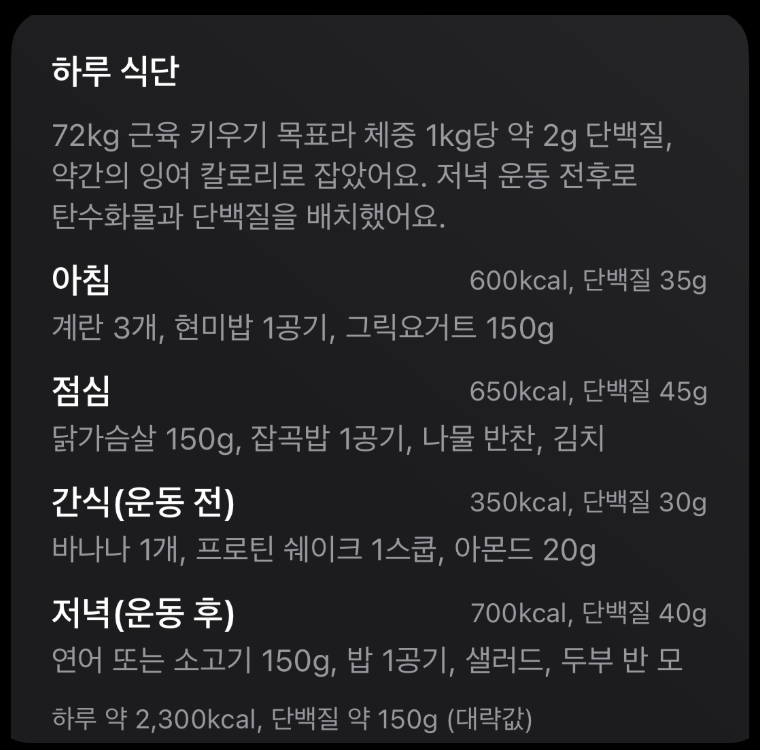 하루 식단
72kg 근육 키우기 목표라 체중 1kg당 약 2g 단백질,
약간의 잉여 칼로리로 잡았어요. 저녁 운동 전후로
탄수화물과 단백질을 배치했어요.
아침 600kcal, 단백질 35g
계란 3개, 현미밥 1공기, 그릭요거트 150g
점심 650kcal, 단백질 45g
닭가슴살 150g, 잡곡밥 1공기, 나물 반찬, 김치
간식(운동 전) 350kcal, 단백질 30g
바나나 1개, 프로틴 쉐이크 1스쿱, 아몬드 20g
저녁(운동 후) 700kcal, 단백질 40g
연어 또는 소고기 150g, 밥 1공기, 샐러드, 두부 반 모
하루 약 2,300kcal, 단백질 약 150g (대략값)